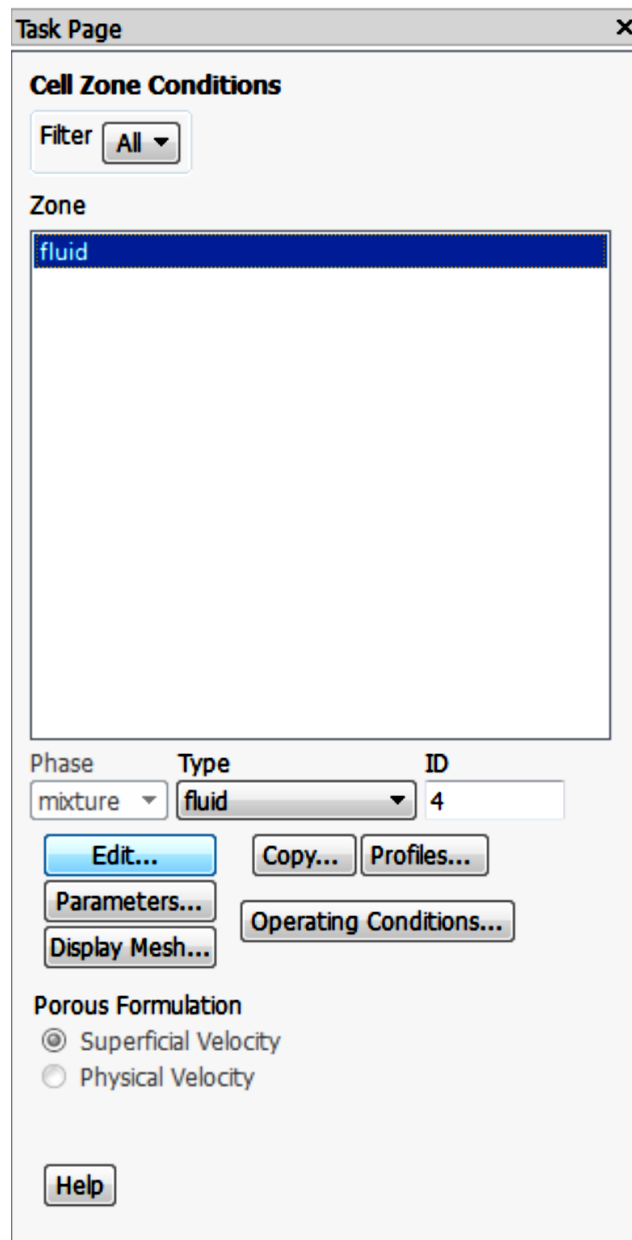 Task Page
Cell Zone Conditions
Filter All
Zone
fluid
Phase Type ID
mixture fluid 4
Edit... Copy... Profiles...
Parameters...
Operating Conditions...
Display Mesh...
Porous Formulation
Superficial Velocity
Physical Velocity
Help